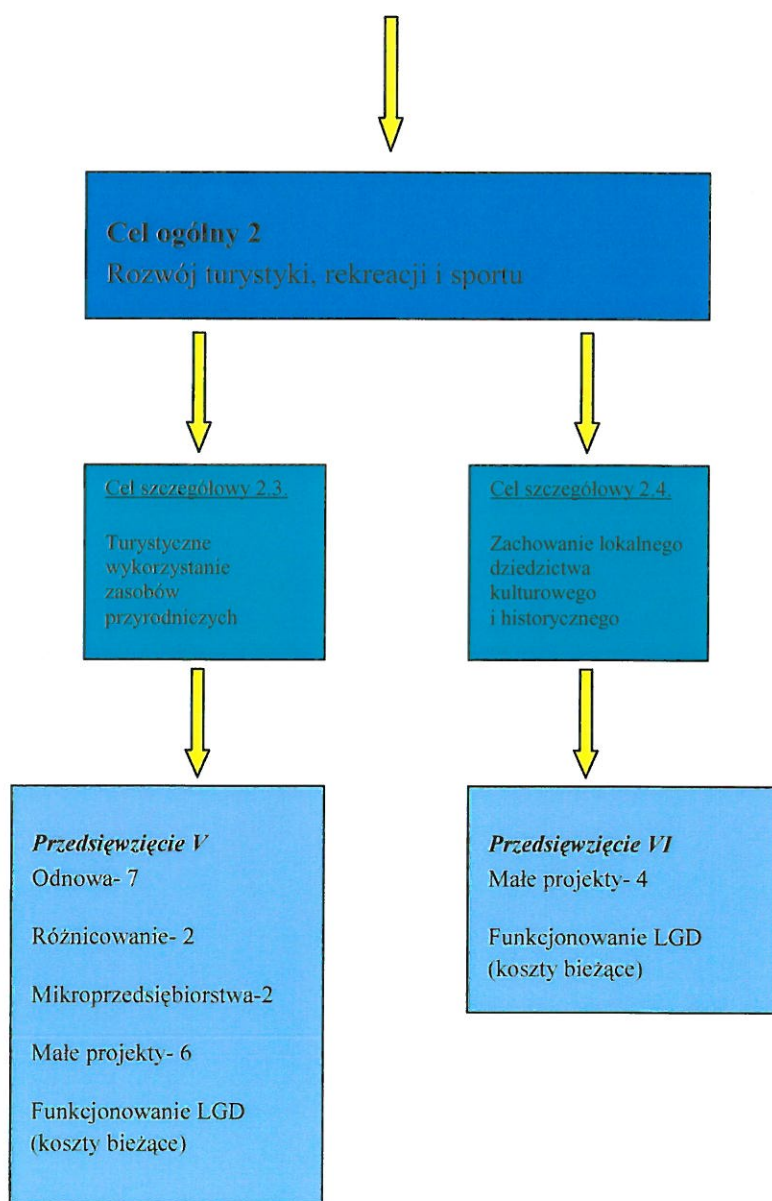 Cel ogólny 2
Rozwój turystyki, rekreacji i sportu
Cel szczegółowy 2.3.
Turystyczne
wykorzystanie
zasobów
przyrodniczych
Cel szczegółowy 2.4.
Zachowanie lokalnego
dziedzictwa
kulturowego
i historycznego
Przedsięwzięcie V
Odnowa- 7
Różnicowanie- 2
Mikroprzedsiębiorstwa-2
Małe projekty- 6
Funkcjonowanie LGD
(koszty bieżące)
Przedsięwzięcie VI
Małe projekty- 4
Funkcjonowanie LGD
(koszty bieżące)